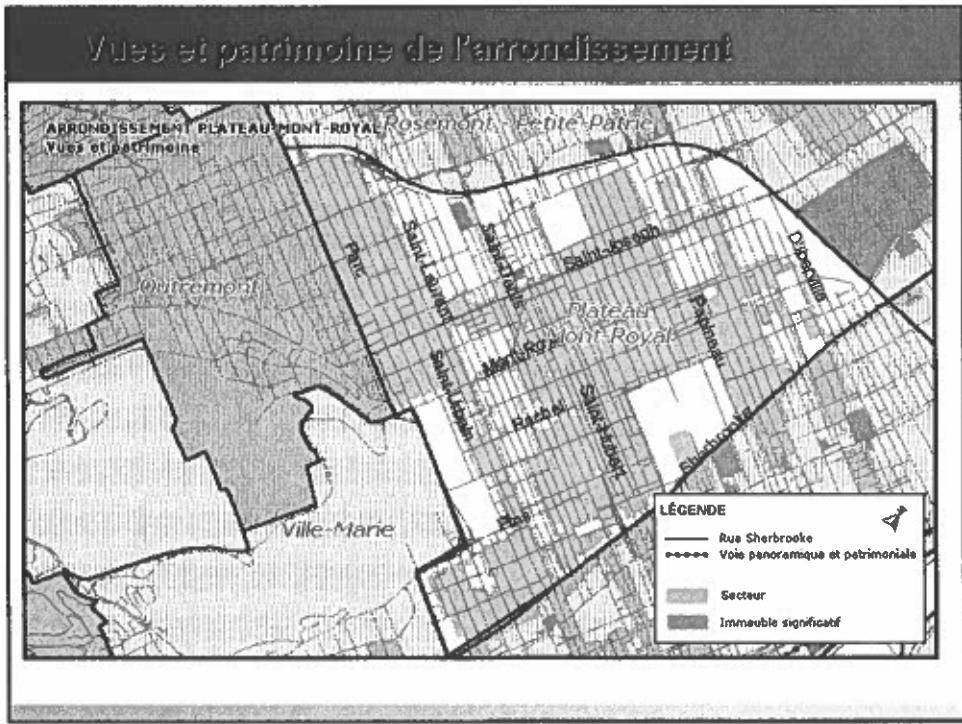 Vues et patrimoine de l'arrondissement
ARRONDISSEMENT PLATEAU-MONT-ROYAL
Vues et patrimoine
Rosemont - Petite-Patrie
Parc
Saint-Laurent
Saint-Denis
Saint-Joseph
D'Iberville
Outremont
Plateau
Mont-Royal
Papineau
Mont-Royal
Saint-Urbain
Rachel
Saint-Hubert
Sherbrooke
Ville-Marie
Pins
LÉGENDE
Rue Sherbrooke
Voie panoramique et patrimoniale
Secteur
Immeuble significatif